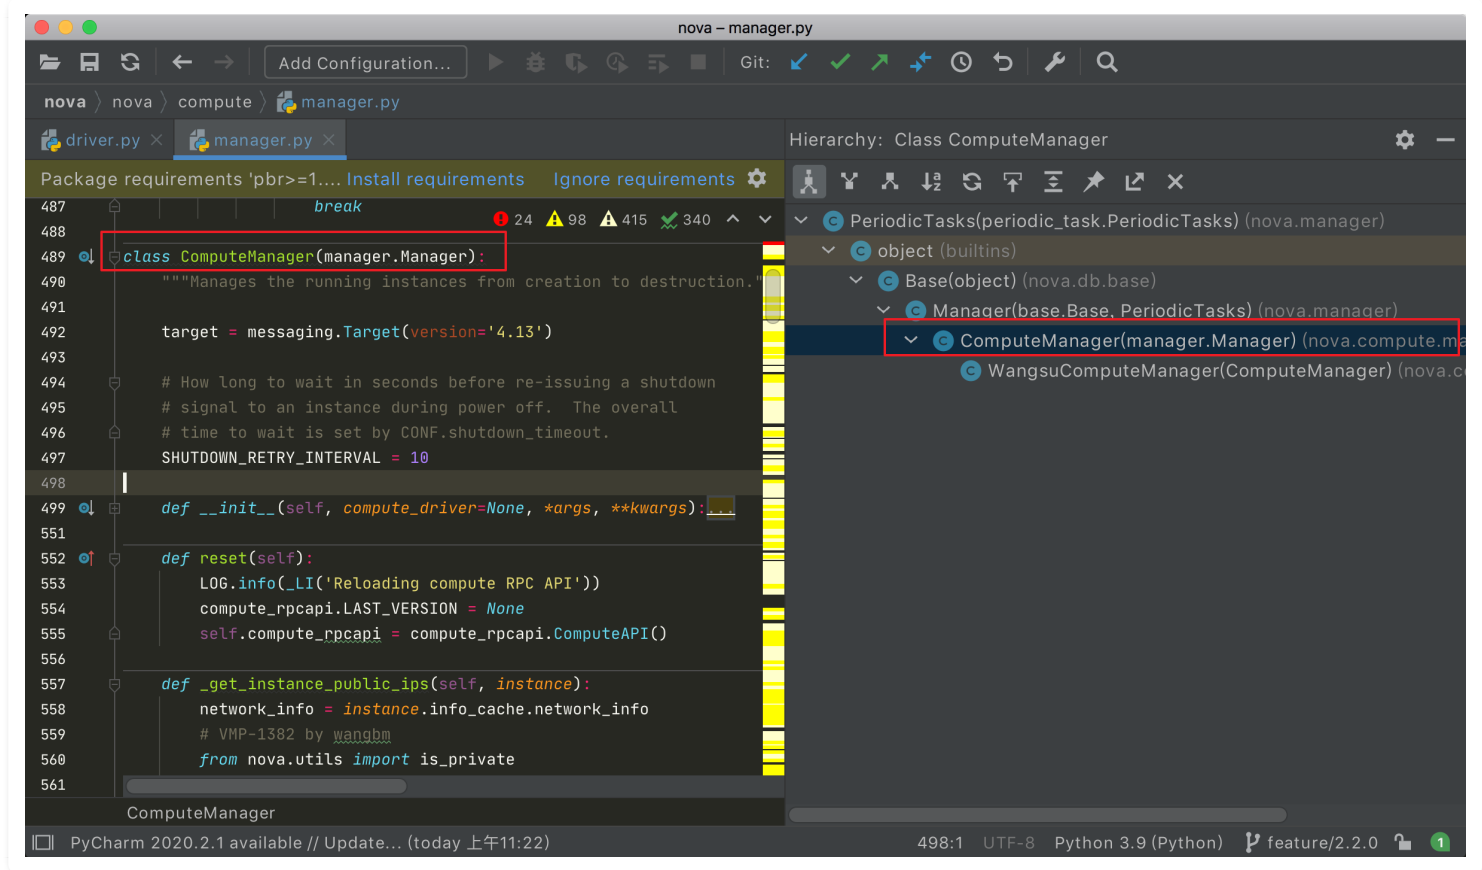 nova – manager.py
Add Configuration... Git:
nova 〉 nova 〉 compute 〉 manager.py
driver.py manager.py
Package requirements 'pbr>=1.... Install requirements Ignore requirements
24 98 415 340
487 break
488
489 class ComputeManager(manager.Manager):
490 """Manages the running instances from creation to destruction."
491
492 target = messaging.Target(version='4.13')
493
494 # How long to wait in seconds before re-issuing a shutdown
495 # signal to an instance during power off.  The overall
496 # time to wait is set by CONF.shutdown_timeout.
497 SHUTDOWN_RETRY_INTERVAL = 10
498
499 def __init__(self, compute_driver=None, *args, **kwargs):...
551
552 def reset(self):
553 LOG.info(_LI('Reloading compute RPC API'))
554 compute_rpcapi.LAST_VERSION = None
555 self.compute_rpcapi = compute_rpcapi.ComputeAPI()
556
557 def _get_instance_public_ips(self, instance):
558 network_info = instance.info_cache.network_info
559 # VMP-1382 by wangbm
560 from nova.utils import is_private
561
ComputeManager
Hierarchy: Class ComputeManager
PeriodicTasks(periodic_task.PeriodicTasks) (nova.manager)
object (builtins)
Base(object) (nova.db.base)
Manager(base.Base, PeriodicTasks) (nova.manager)
ComputeManager(manager.Manager) (nova.compute.ma
WangsuComputeManager(ComputeManager) (nova.c
PyCharm 2020.2.1 available // Update... (today 上午11:22) 498:1 UTF-8 Python 3.9 (Python) feature/2.2.0 1